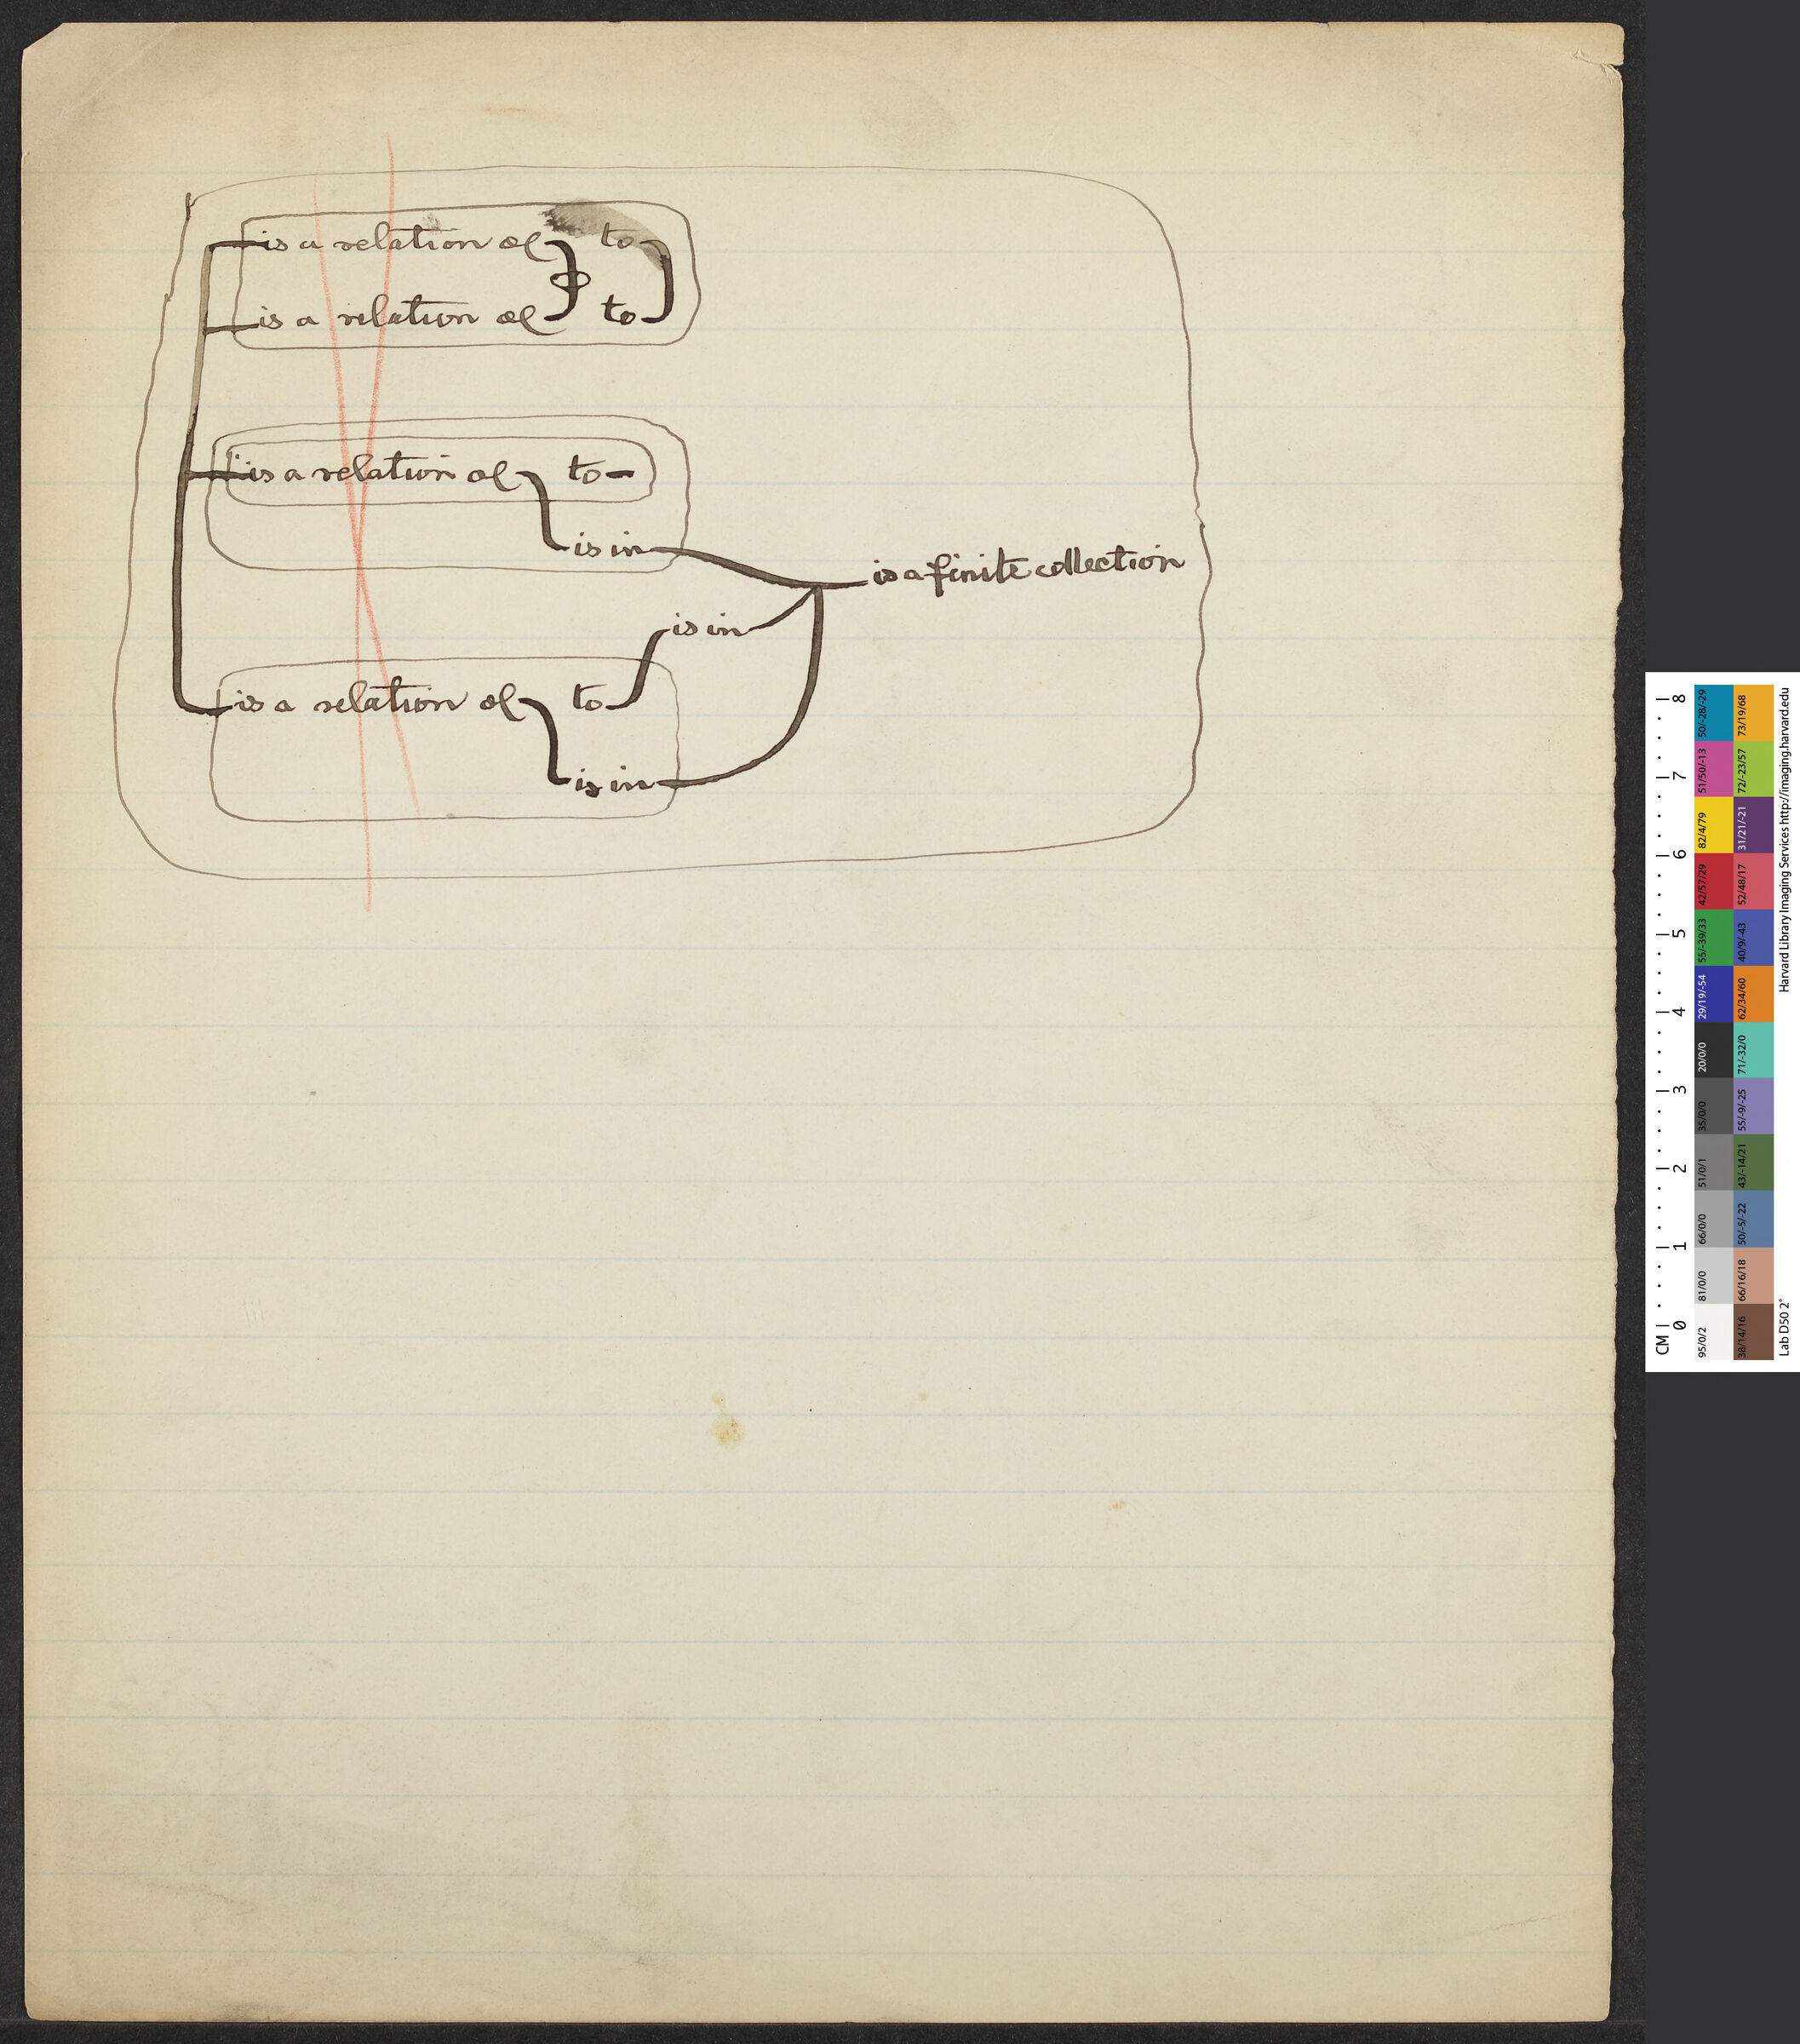 is a relation of to
is a relation of to
is a relation of to
is in
is a finite collection
is in
is a relation of to
is in
CM 0 1 2 3 4 5 6 7 8
95/0/2 81/0/0 66/0/0 51/0/1 35/0/0 20/0/0 29/19/-54 55/-39/33 42/57/29 82/4/79 51/50/-13 50/-28/-29
38/14/16 66/16/18 50/-5/-22 43/-14/21 55/-9/-25 71/-32/0 62/34/60 40/9/-43 52/48/17 31/21/-21 72/-23/57 73/19/68
Lab D50 2° Harvard Library Imaging Services http://imaging.harvard.edu